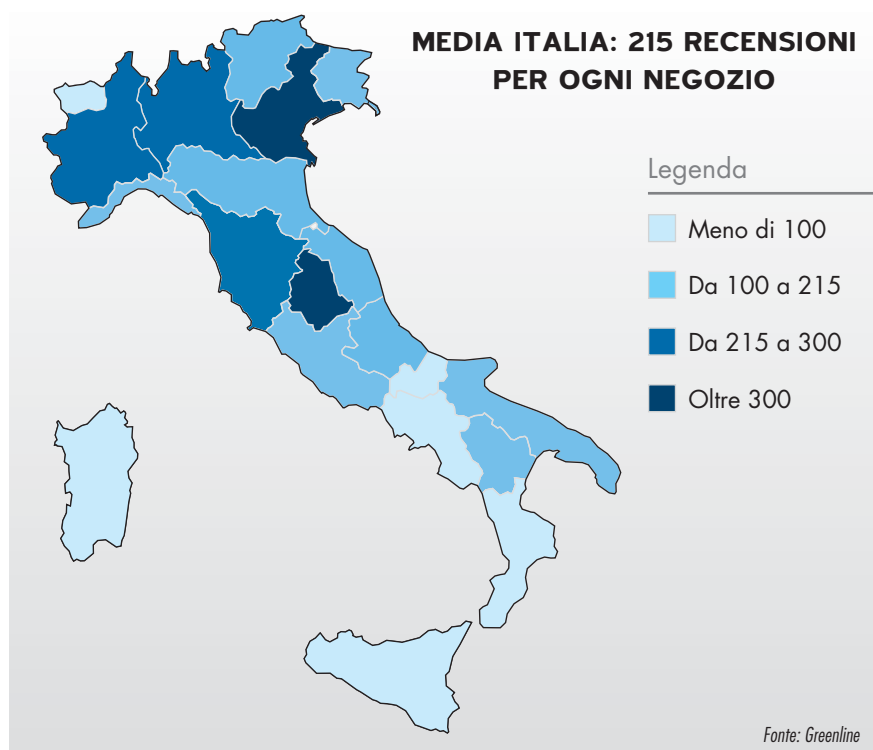 MEDIA ITALIA: 215 RECENSIONI
PER OGNI NEGOZIO
Legenda
Meno di 100
Da 100 a 215
Da 215 a 300
Oltre 300
Fonte: Greenline